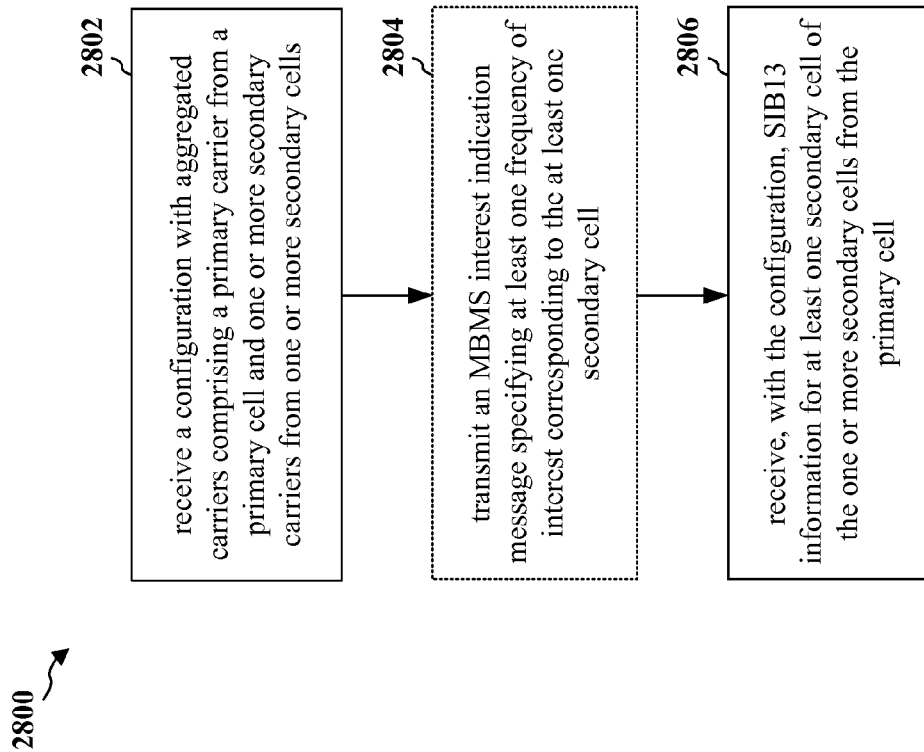 2800
2802
receive a configuration with aggregated
carriers comprising a primary carrier from a
primary cell and one or more secondary
carriers from one or more secondary cells
2804
transmit an MBMS interest indication
message specifying at least one frequency of
interest corresponding to the at least one
secondary cell
2806
receive, with the configuration, SIB13
information for at least one secondary cell of
the one or more secondary cells from the
primary cell